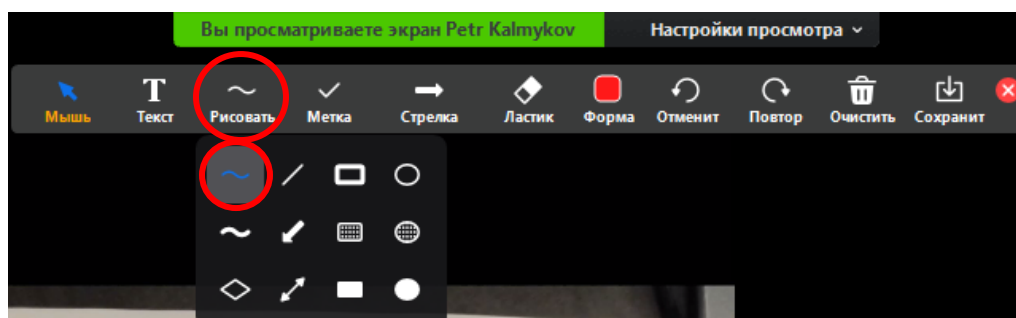 Вы просматриваете экран Petr Kalmykov Настройки просмотра
Мышь Текст Рисовать Метка Стрелка Ластик Форма Отменит Повтор Очистить Сохранит